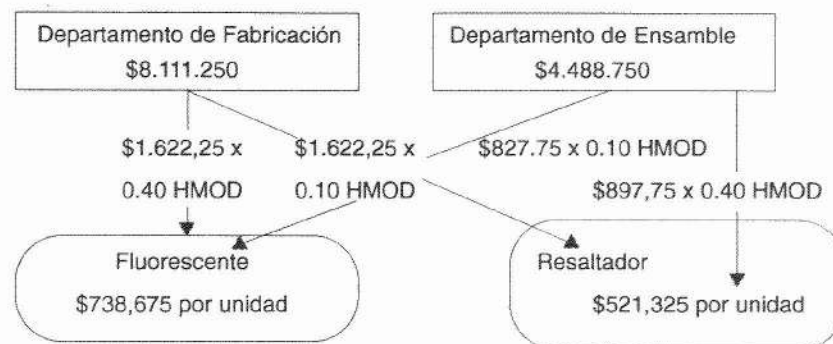 Departamento de Fabricación
$8.111.250
Departamento de Ensamble
$4.488.750
$1.622,25 x
0.40 HMOD
$1.622,25 x
0.10 HMOD
$827.75 x 0.10 HMOD
$897,75 x 0.40 HMOD
Fluorescente
$738,675 por unidad
Resaltador
$521,325 por unidad